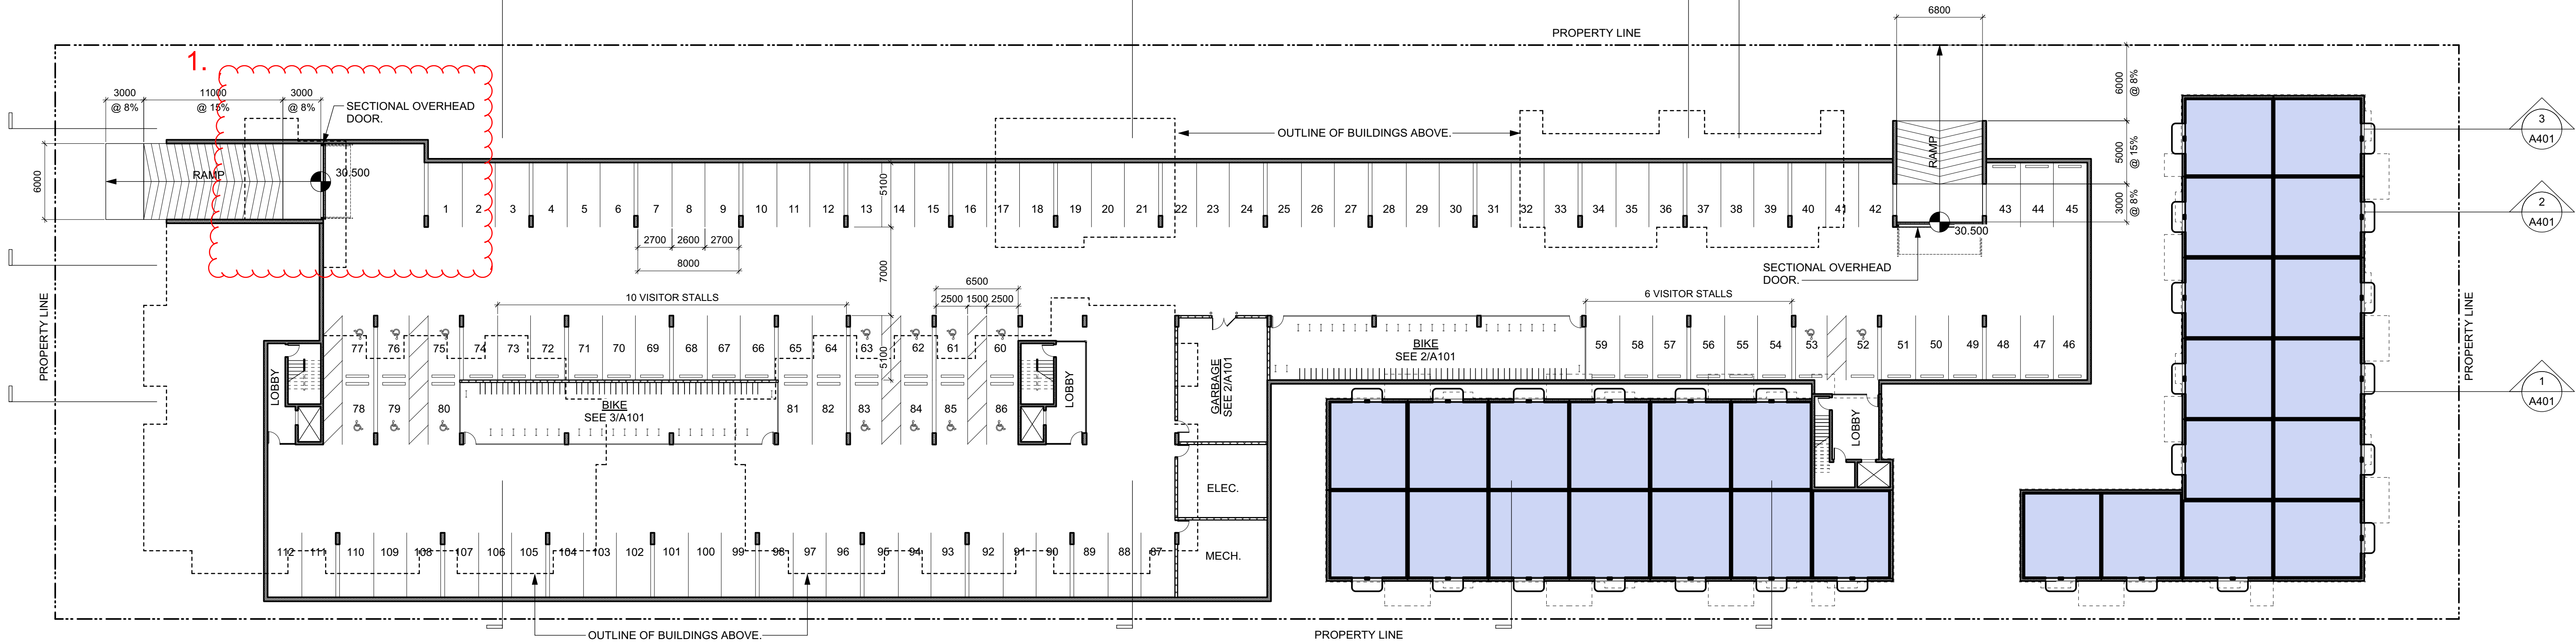 6800
PROPERTY LINE
1.
3000
@ 8%
11000
@ 15%
3000
@ 8%
SECTIONAL OVERHEAD
DOOR.
6000
@ 8%
5000
@ 15%
3000
@ 8%
OUTLINE OF BUILDINGS ABOVE.
RAMP
3
A401
6000
RAMP
30.500
5100
1 2 3 4 5 6 7 8 9 10 11 12 13 14 15 16 17 18 19 20 21 22 23 24 25 26 27 28 29 30 31 32 33 34 35 36 37 38 39 40 41 42 43 44 45
2
A401
30.500
2700 2600 2700
8000
7000
SECTIONAL OVERHEAD
DOOR.
6500
10 VISITOR STALLS
2500 1500 2500
6 VISITOR STALLS
PROPERTY LINE
PROPERTY LINE
77 76 75 74 73 72 71 70 69 68 67 66 65 64 63 62 61 60
5100
59 58 57 56 55 54 53 52 51 50 49 48 47 46
BIKE
SEE 2/A101
GARBAGE
SEE 2/A101
LOBBY
LOBBY
1
A401
78 79 80
BIKE
SEE 3/A101
81 82 83 84 85 86
LOBBY
ELEC.
MECH.
112 111 110 109 108 107 106 105 104 103 102 101 100 99 98 97 96 95 94 93 92 91 90 89 88 87
OUTLINE OF BUILDINGS ABOVE.
PROPERTY LINE